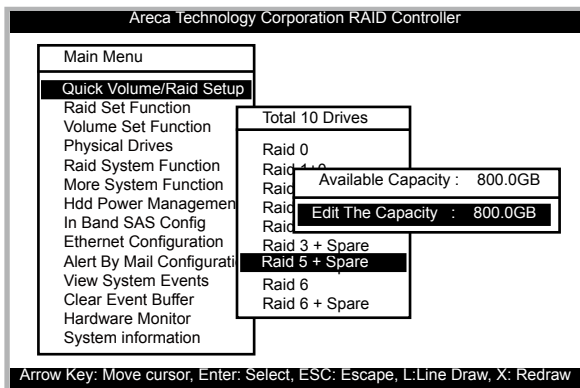 Areca Technology Corporation RAID Controller
Main Menu
Quick Volume/Raid Setup
Raid Set Function
Volume Set Function
Physical Drives
Raid System Function
More System Function
Hdd Power Managemen
In Band SAS Config
Ethernet Configuration
Alert By Mail Configurati
View System Events
Clear Event Buffer
Hardware Monitor
System information
Total 10 Drives
Raid 0
Raid 1+0
Raid
Raid
Raid
Raid 3 + Spare
Raid 5 + Spare
Raid 6
Raid 6 + Spare
Available Capacity : 800.0GB
Edit The Capacity : 800.0GB
Arrow Key: Move cursor, Enter: Select, ESC: Escape, L:Line Draw, X: Redraw